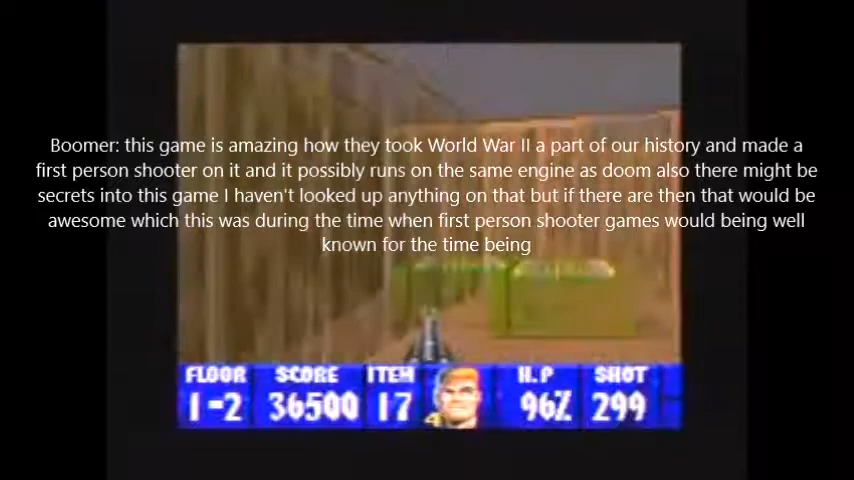 Boomer: this game is amazing how they took World War II a part of our history and made a
first person shooter on it and it possibly runs on the same engine as doom also there might be
secrets into this game I haven't looked up anything on that but if there are then that would be
awesome which this was during the time when first person shooter games would being well
known for the time being
FLOOR SCORE ITEM H.P SHOT
1-2 36500 17 4 96% 299